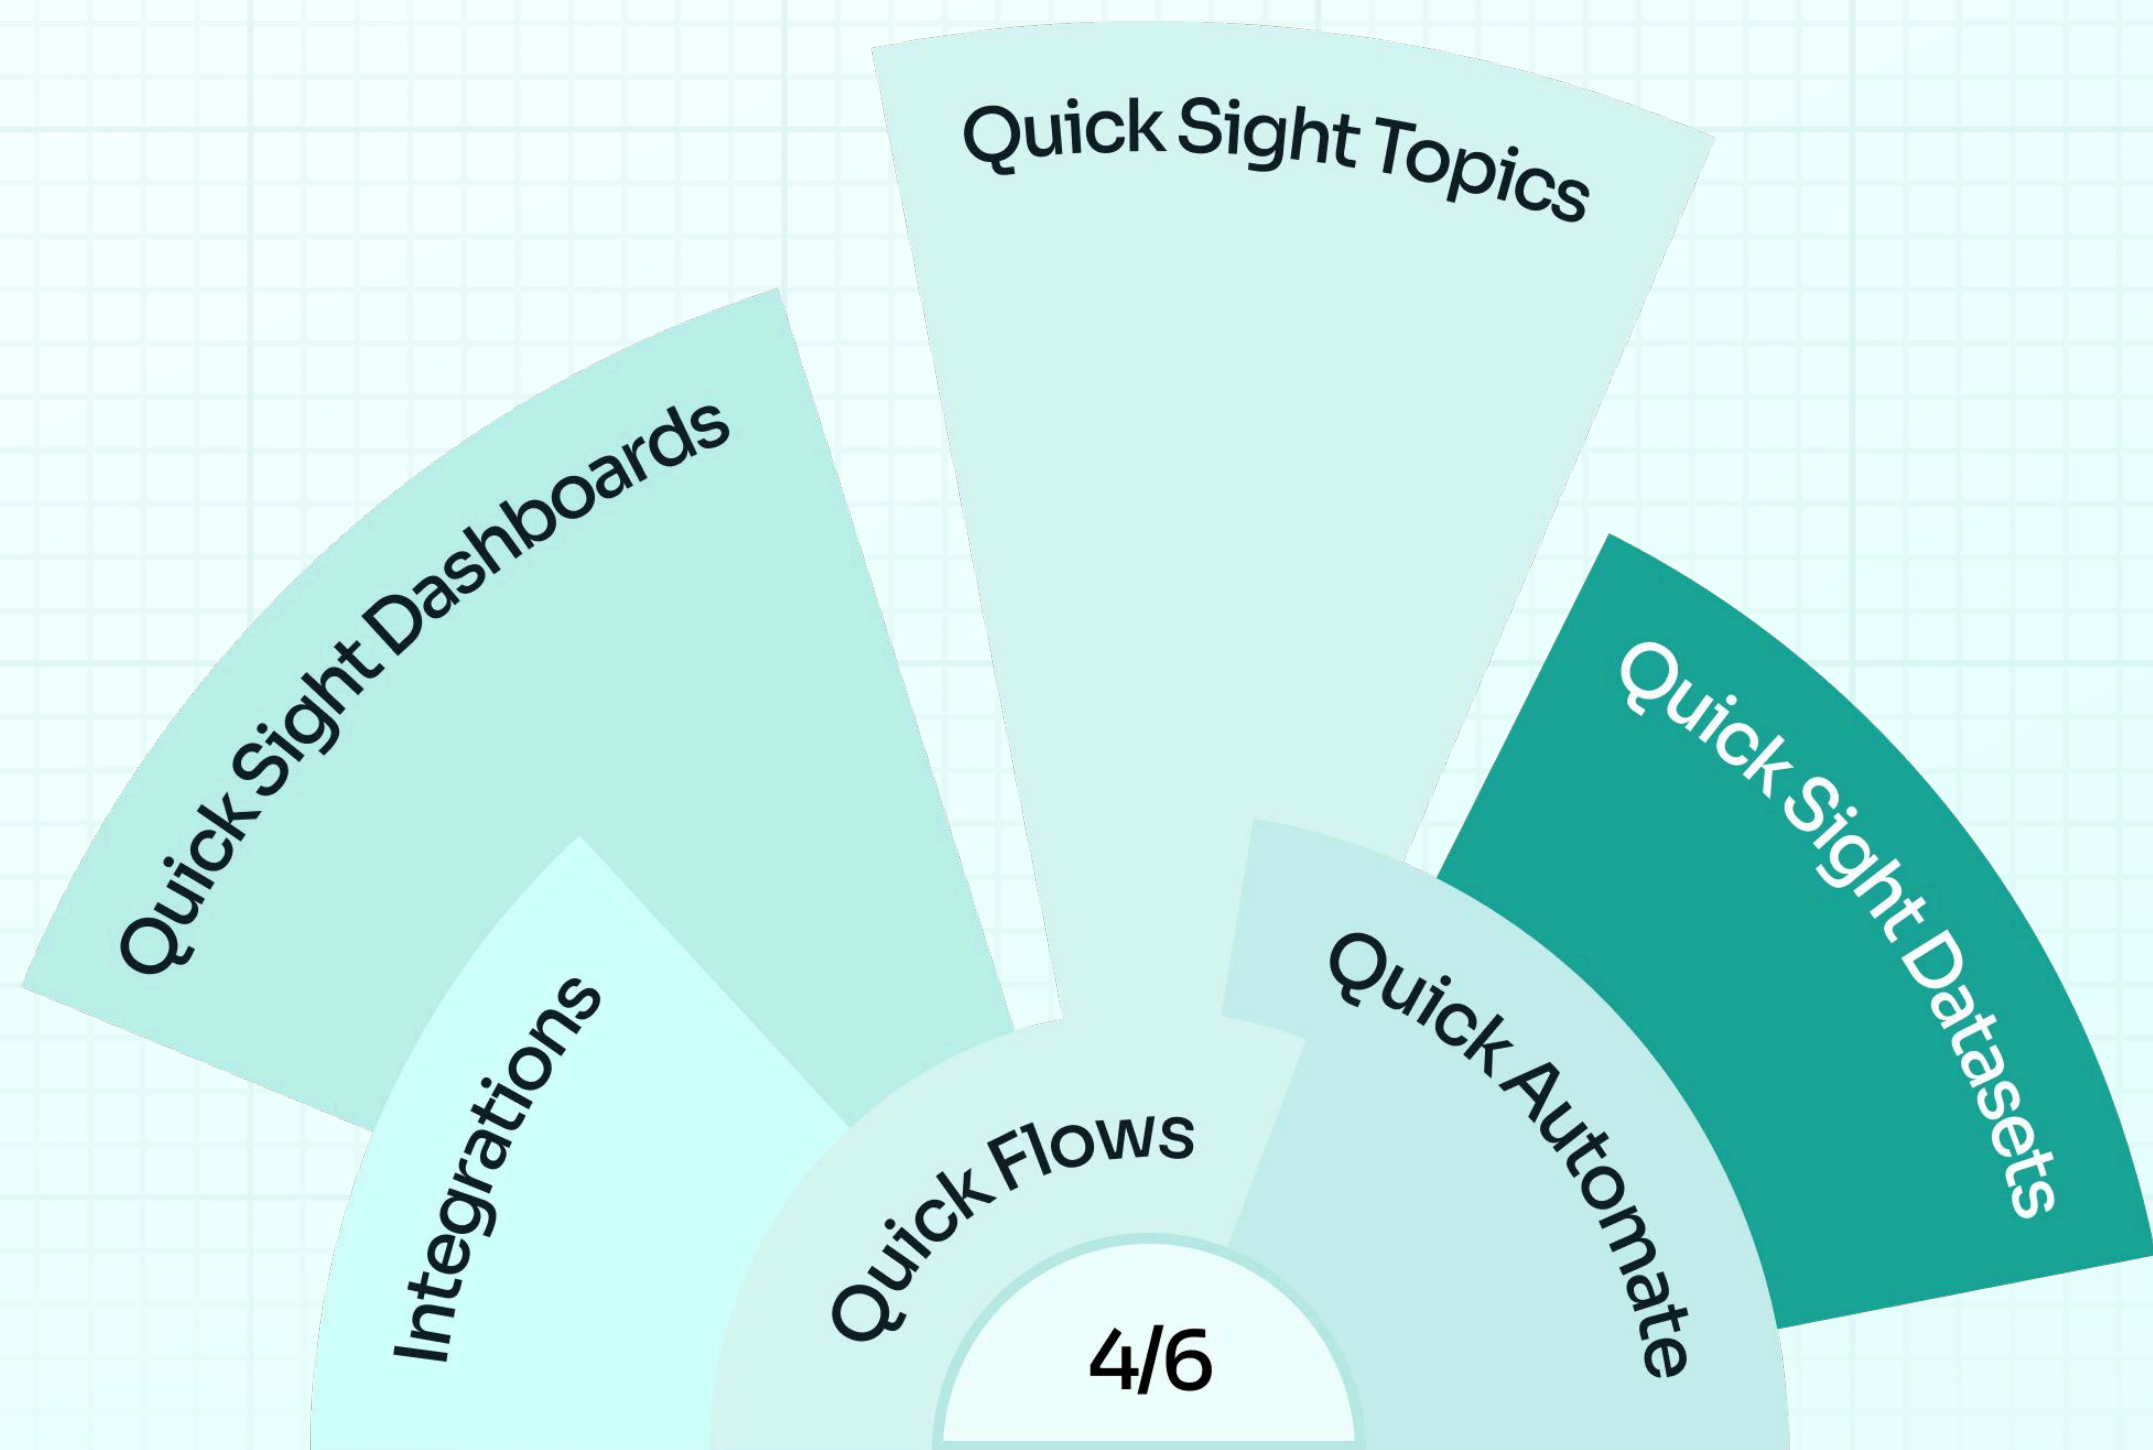 Quick Sight Topics
Quick Sight Dashboards
Quick Sight Datasets
Integrations
Quick Flows
Quick Automate
4/6